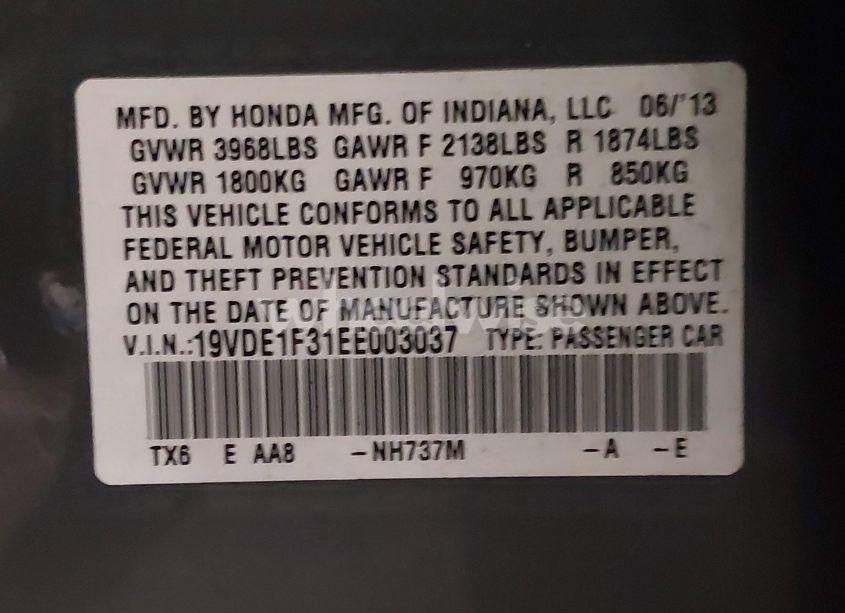 MFD. BY HONDA MFG. OF INDIANA, LLC 06/'13
GVWR 3968LBS GAWR F 2138LBS R 1874LBS
GVWR 1800KG GAWR F 970KG R 850KG
THIS VEHICLE CONFORMS TO ALL APPLICABLE
FEDERAL MOTOR VEHICLE SAFETY, BUMPER,
AND THEFT PREVENTION STANDARDS IN EFFECT
ON THE DATE OF MANUFACTURE SHOWN ABOVE.
V.I.N.:19VDE1F31EE003037 TYPE: PASSENGER CAR
TX6 E AA8 -NH737M -A -E